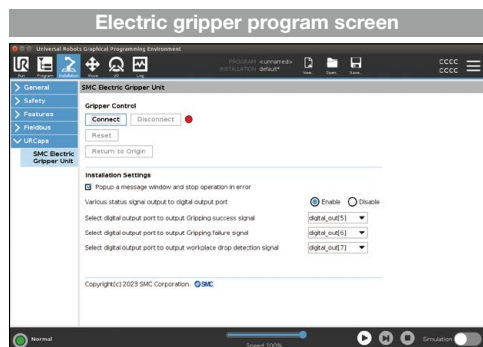 Electric gripper program screen
Universal Robots Graphical Programming Environment
Run Program Installation Move I/O Log
PROGRAM <unnamed>
INSTALLATION default*
New... Open... Save...
CCCC
CCCC
General
Safety
Features
Fieldbus
URCaps
SMC Electric
Gripper Unit
SMC Electric Gripper Unit
Gripper Control
Connect Disconnect
Reset
Return to Origin
Installation Settings
Popup a message window and stop operation in error
Various status signal output to digital output port Enable Disable
Select digital output port to output Gripping success signal digital_out[5]
Select digital output port to output Gripping failure signal digital_out[6]
Select digital output port to output workplace drop detection signal digital_out[7]
Copyright(c) 2023 SMC Corporation. SMC
Normal
Speed 100%
Simulation